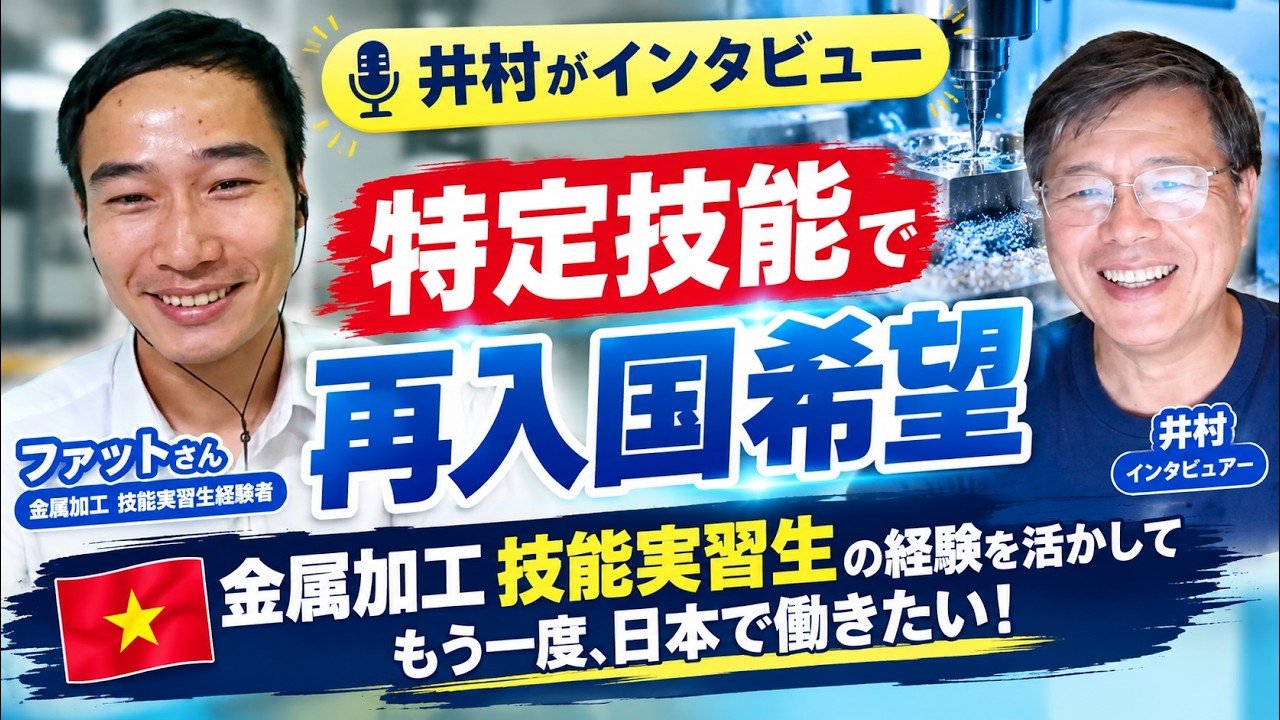 井村がインタビュー
特定技能で
再入国希望
ファットさん
金属加工 技能実習生経験者
井村
インタビュアー
金属加工 技能実習生の経験を活かして
もう一度、日本で働きたい!